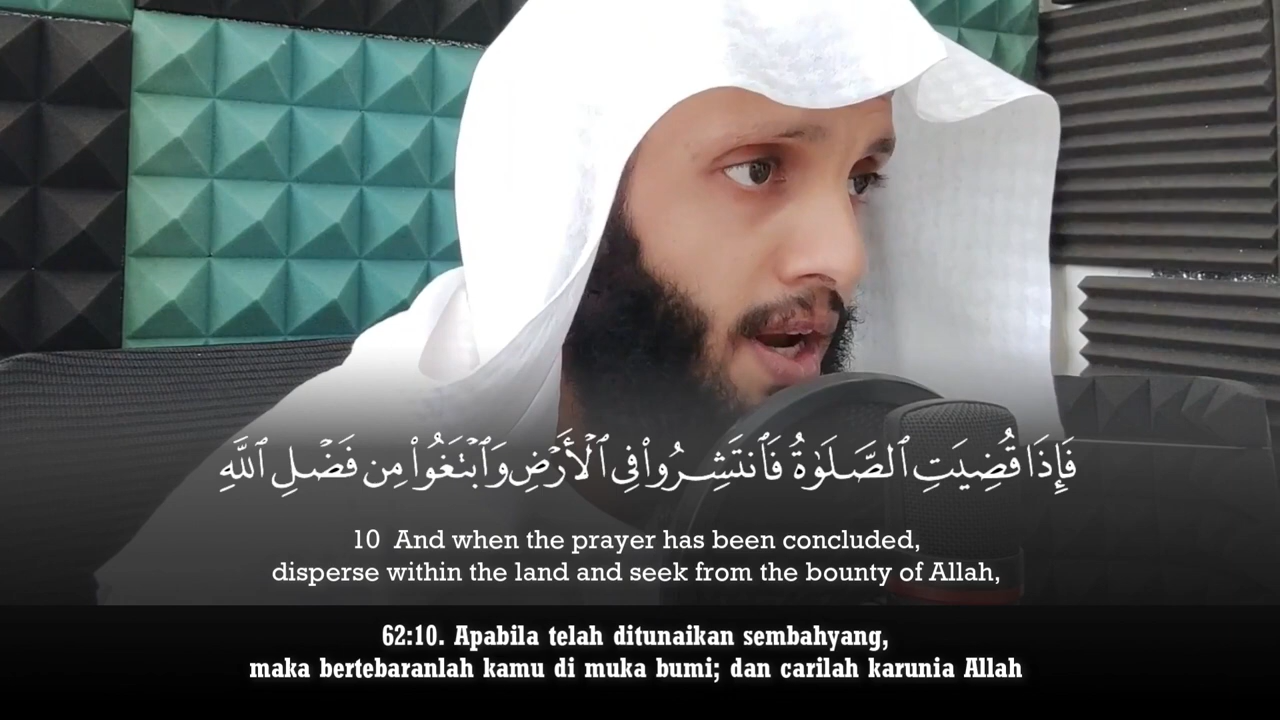 فَإِذَا قُضِيَتِ ٱلصَّلَوٰةُ فَٱنتَشِرُوا۟ فِى ٱلْأَرْضِ وَٱبْتَغُوا۟ مِن فَضْلِ ٱللَّهِ
10 And when the prayer has been concluded,
disperse within the land and seek from the bounty of Allah,
62:10. Apabila telah ditunaikan sembahyang,
maka bertebaranlah kamu di muka bumi; dan carilah karunia Allah